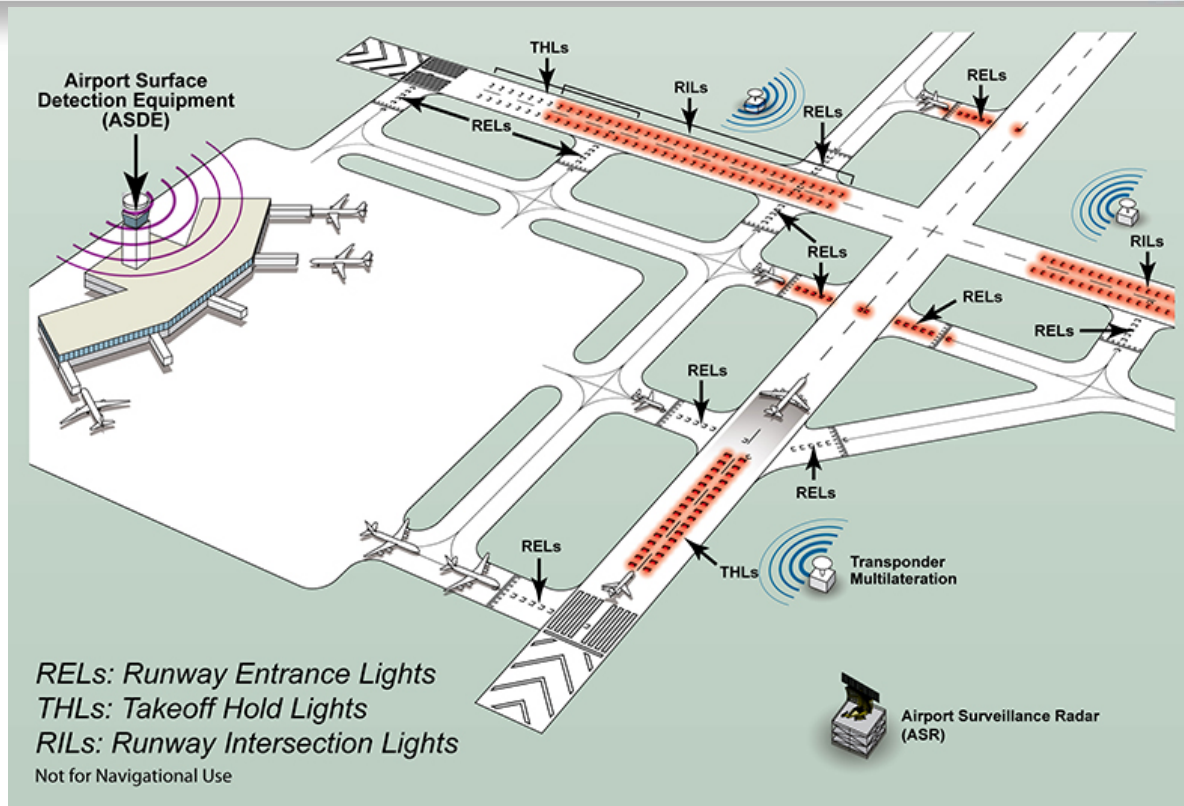 Airport Surface
Detection Equipment
(ASDE)
THLs
RILs
RELs
RELs
RELs
RILs
RELs
RELs
RELs
RELs
RELs
RELs
THLs
Transponder
Multilateration
Airport Surveillance Radar
(ASR)
RELs: Runway Entrance Lights
THLs: Takeoff Hold Lights
RILs: Runway Intersection Lights
Not for Navigational Use